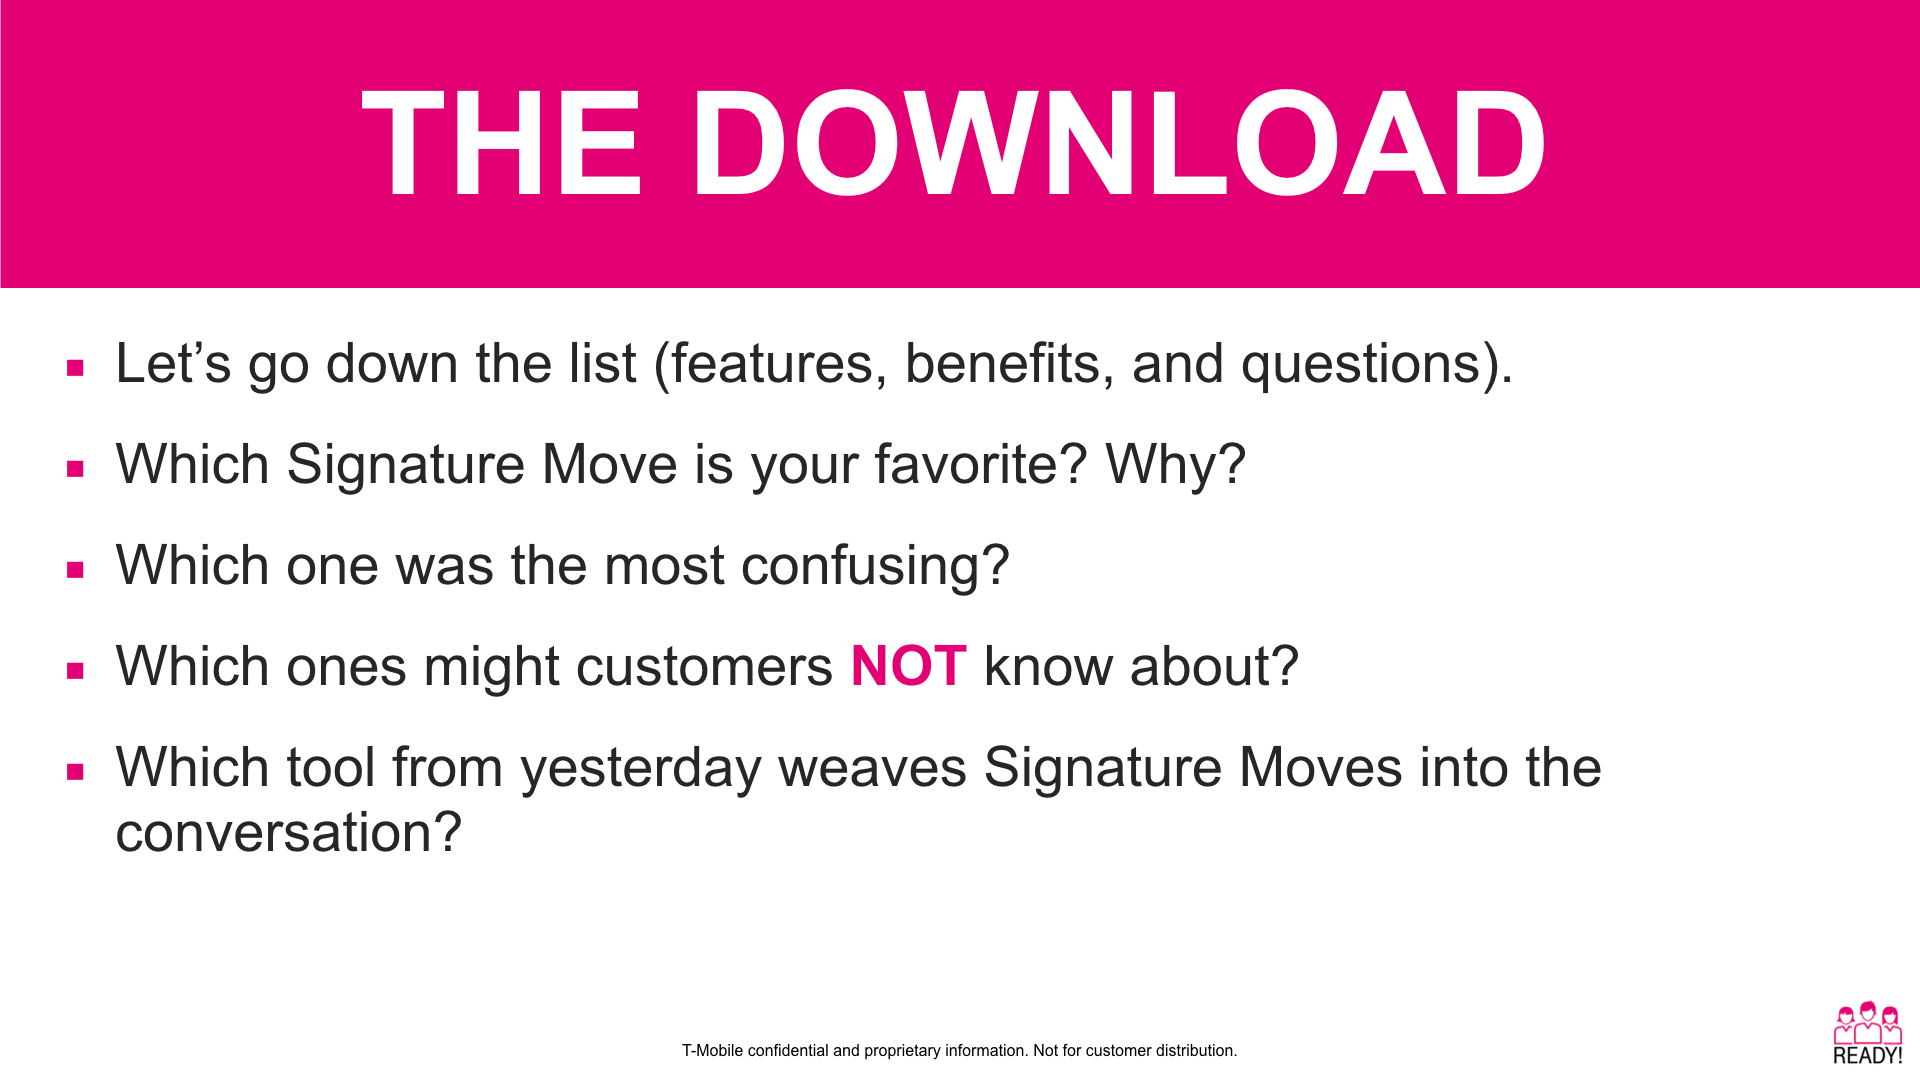 THE DOWNLOAD
Let’s go down the list (features, benefits, and questions).
Which Signature Move is your favorite? Why?
Which one was the most confusing?
Which ones might customers NOT know about?
Which tool from yesterday weaves Signature Moves into the
conversation?
T-Mobile confidential and proprietary information. Not for customer distribution.
READY!